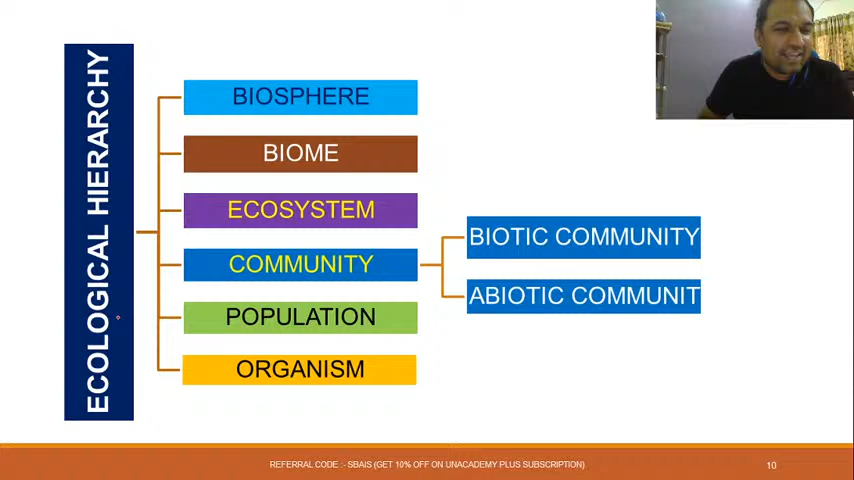 ECOLOGICAL HIERARCHY
BIOSPHERE
BIOME
ECOSYSTEM
COMMUNITY
POPULATION
ORGANISM
BIOTIC COMMUNITY
ABIOTIC COMMUNIT
REFERRAL CODE :- SBAIS (GET 10% OFF ON UNACADEMY PLUS SUBSCRIPTION)
10